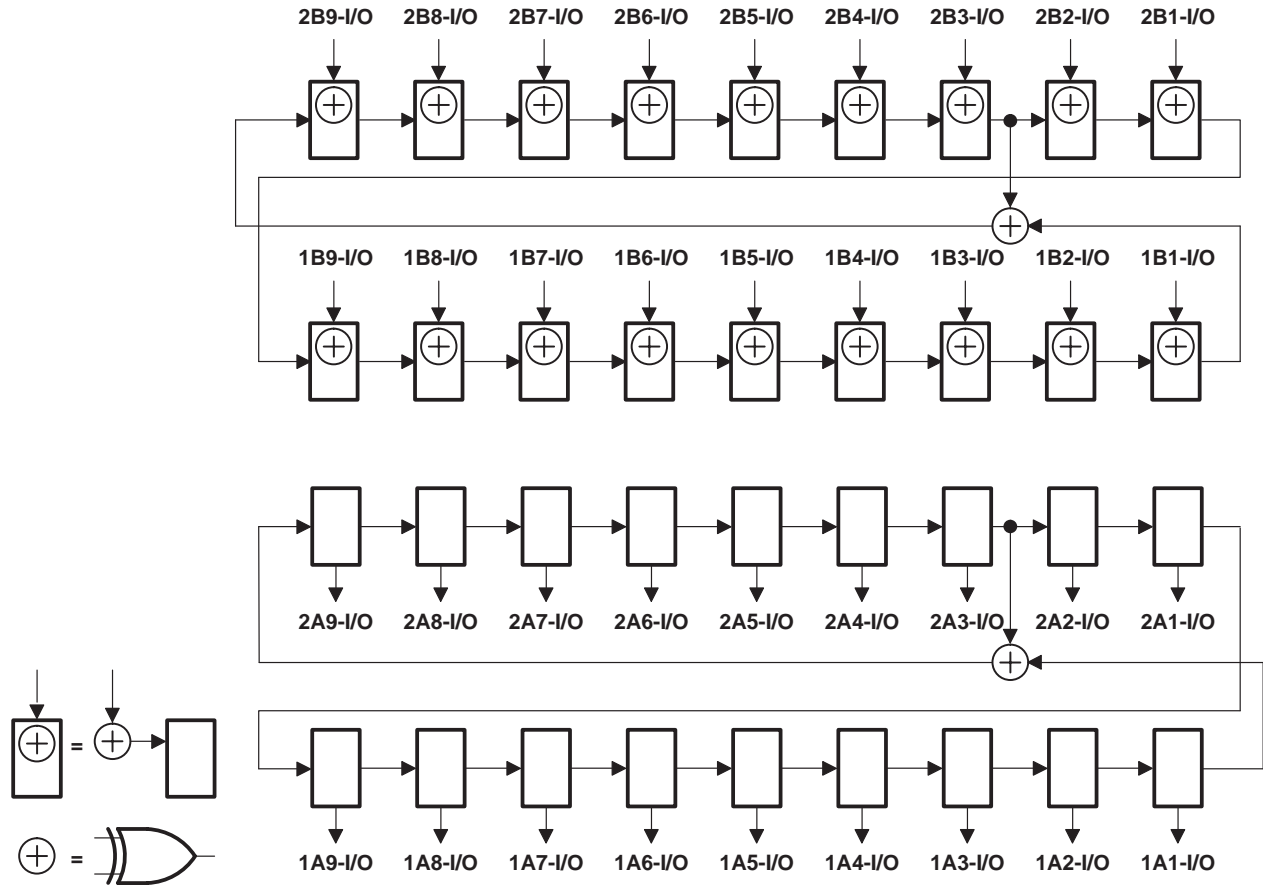 2B9-I/O 2B8-I/O 2B7-I/O 2B6-I/O 2B5-I/O 2B4-I/O 2B3-I/O 2B2-I/O 2B1-I/O
1B9-I/O 1B8-I/O 1B7-I/O 1B6-I/O 1B5-I/O 1B4-I/O 1B3-I/O 1B2-I/O 1B1-I/O
2A9-I/O 2A8-I/O 2A7-I/O 2A6-I/O 2A5-I/O 2A4-I/O 2A3-I/O 2A2-I/O 2A1-I/O
=
=
1A9-I/O 1A8-I/O 1A7-I/O 1A6-I/O 1A5-I/O 1A4-I/O 1A3-I/O 1A2-I/O 1A1-I/O